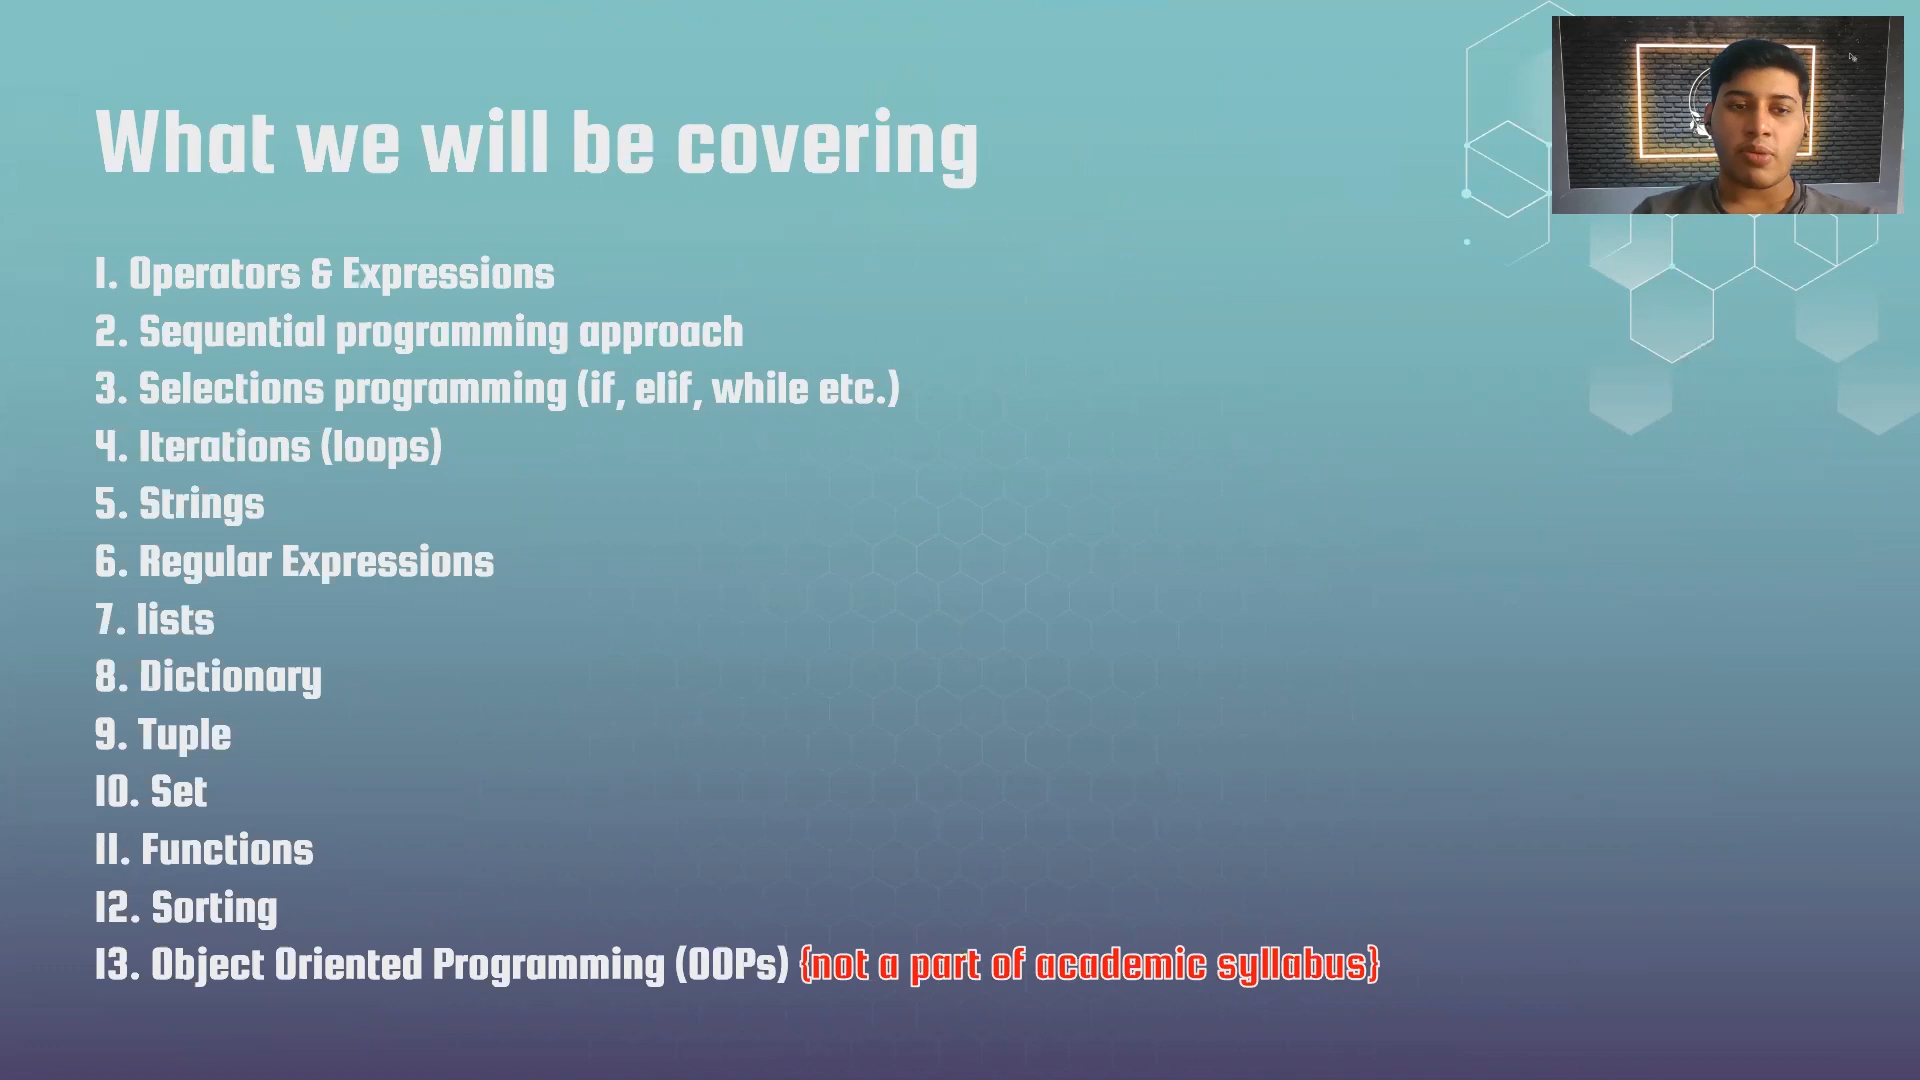 What we will be covering
1. Operators & Expressions
2. Sequential programming approach
3. Selections programming (if, elif, while etc.)
4. Iterations (loops)
5. Strings
6. Regular Expressions
7. lists
8. Dictionary
9. Tuple
10. Set
11. Functions
12. Sorting
13. Object Oriented Programming (OOPs) {not a part of academic syllabus}